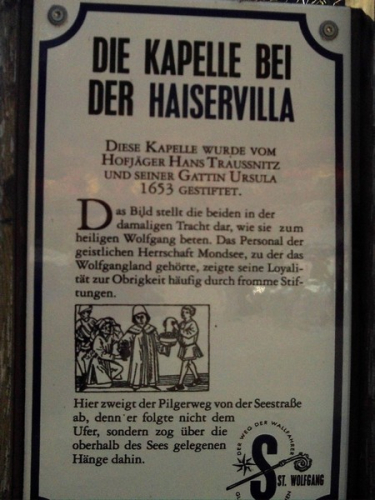 DIE KAPELLE BEI
DER HAISERVILLA
DIESE KAPELLE WURDE VOM
HOFJÄGER HANS TRAUSSNITZ
UND SEINER GATTIN URSULA
1653 GESTIFTET.
Das Bild stellt die beiden in der
damaligen Tracht dar, wie sie zum
heiligen Wolfgang beten. Das Personal der
geistlichen Herrschaft Mondsee, zu der das
Wolfgangland gehörte, zeigte seine Loyali-
tät zur Obrigkeit häufig durch fromme Stif-
tungen.
Hier zweigt der Pilgerweg von der Seestraße
ab, denn er folgte nicht dem
Ufer, sondern zog über die
oberhalb des Sees gelegenen
Hänge dahin.
DER WEG DER WALLFAHRER
S
ST. WOLFGANG